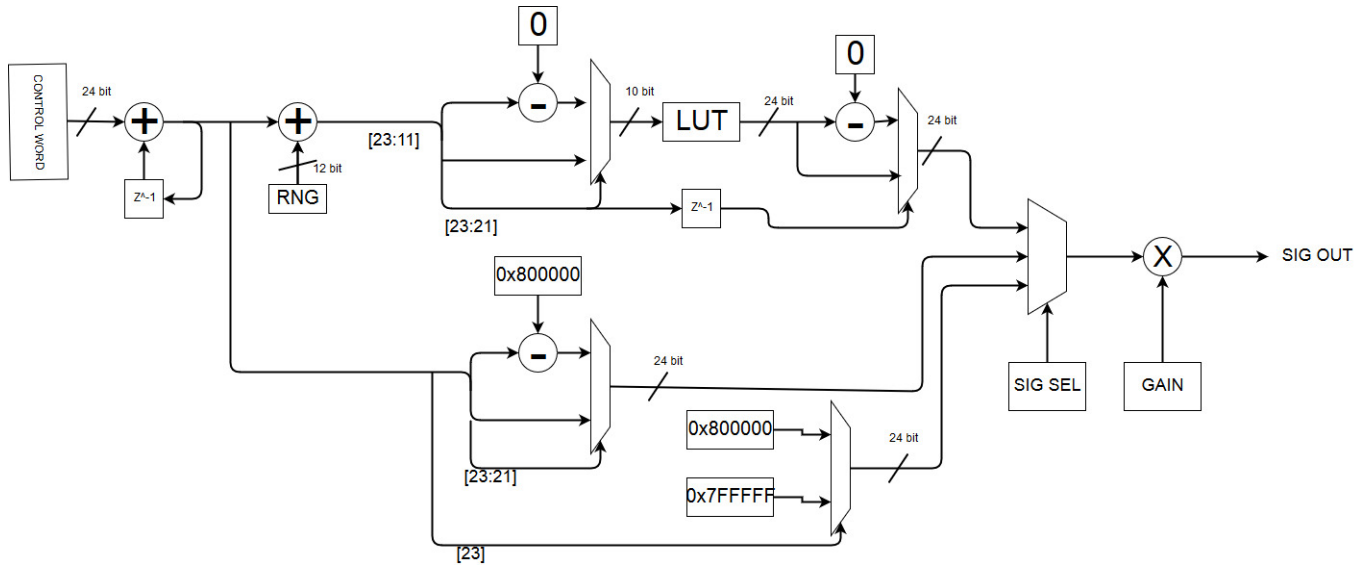 0
0
CONTROL WORD
24 bit
+
Z^-1
+
12 bit
RNG
[23:11]
-
10 bit
LUT
24 bit
-
24 bit
[23:21]
Z^-1
0x800000
-
24 bit
[23:21]
0x800000
0x7FFFFF
24 bit
[23]
SIG SEL
X
GAIN
SIG OUT